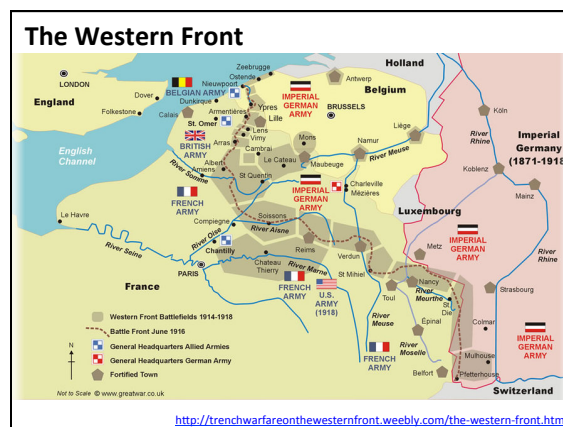 The Western Front
LONDON
England
Dover
Folkestone
English
Channel
Zeebrugge
Ostende
Nieuwpoort
BELGIAN ARMY
Dunkirque
Calais
Armentières
St. Omer
Ypres
Lille
BRITISH
ARMY
Lens
Vimy
Arras
Cambrai
Albert
Amiens
River Somme
Le Cateau
St Quentin
FRENCH
ARMY
IMPERIAL
GERMAN
ARMY
Antwerp
Holland
Belgium
BRUSSELS
Mons
Maubeuge
Namur
Liège
River Meuse
IMPERIAL
GERMAN
ARMY
Charleville
Mézières
Luxembourg
Köln
River
Rhine
Imperial
Germany
(1871-1918)
Koblenz
Mainz
River
Rhine
Le Havre
River Seine
Compiegne
River Oise
Chantilly
PARIS
France
Soissons
River Aisne
Reims
Chateau
Thierry
River Marne
FRENCH
ARMY
U.S.
ARMY
(1918)
Verdun
St Mihiel
Metz
IMPERIAL
GERMAN
ARMY
Nancy
Toul
River
Meurthe
St
Die
Strasbourg
River
Meuse
Épinal
River
Moselle
FRENCH
ARMY
Colmar
IMPERIAL
GERMAN
ARMY
Mulhouse
Belfort
Pfetterhouse
Switzerland
Western Front Battlefields 1914-1918
Battle Front June 1916
General Headquarters Allied Armies
General Headquarters German Army
Fortified Town
N
Not to Scale © www.greatwar.co.uk
http://trenchwarfareonthewesternfront.weebly.com/the-western-front.htm